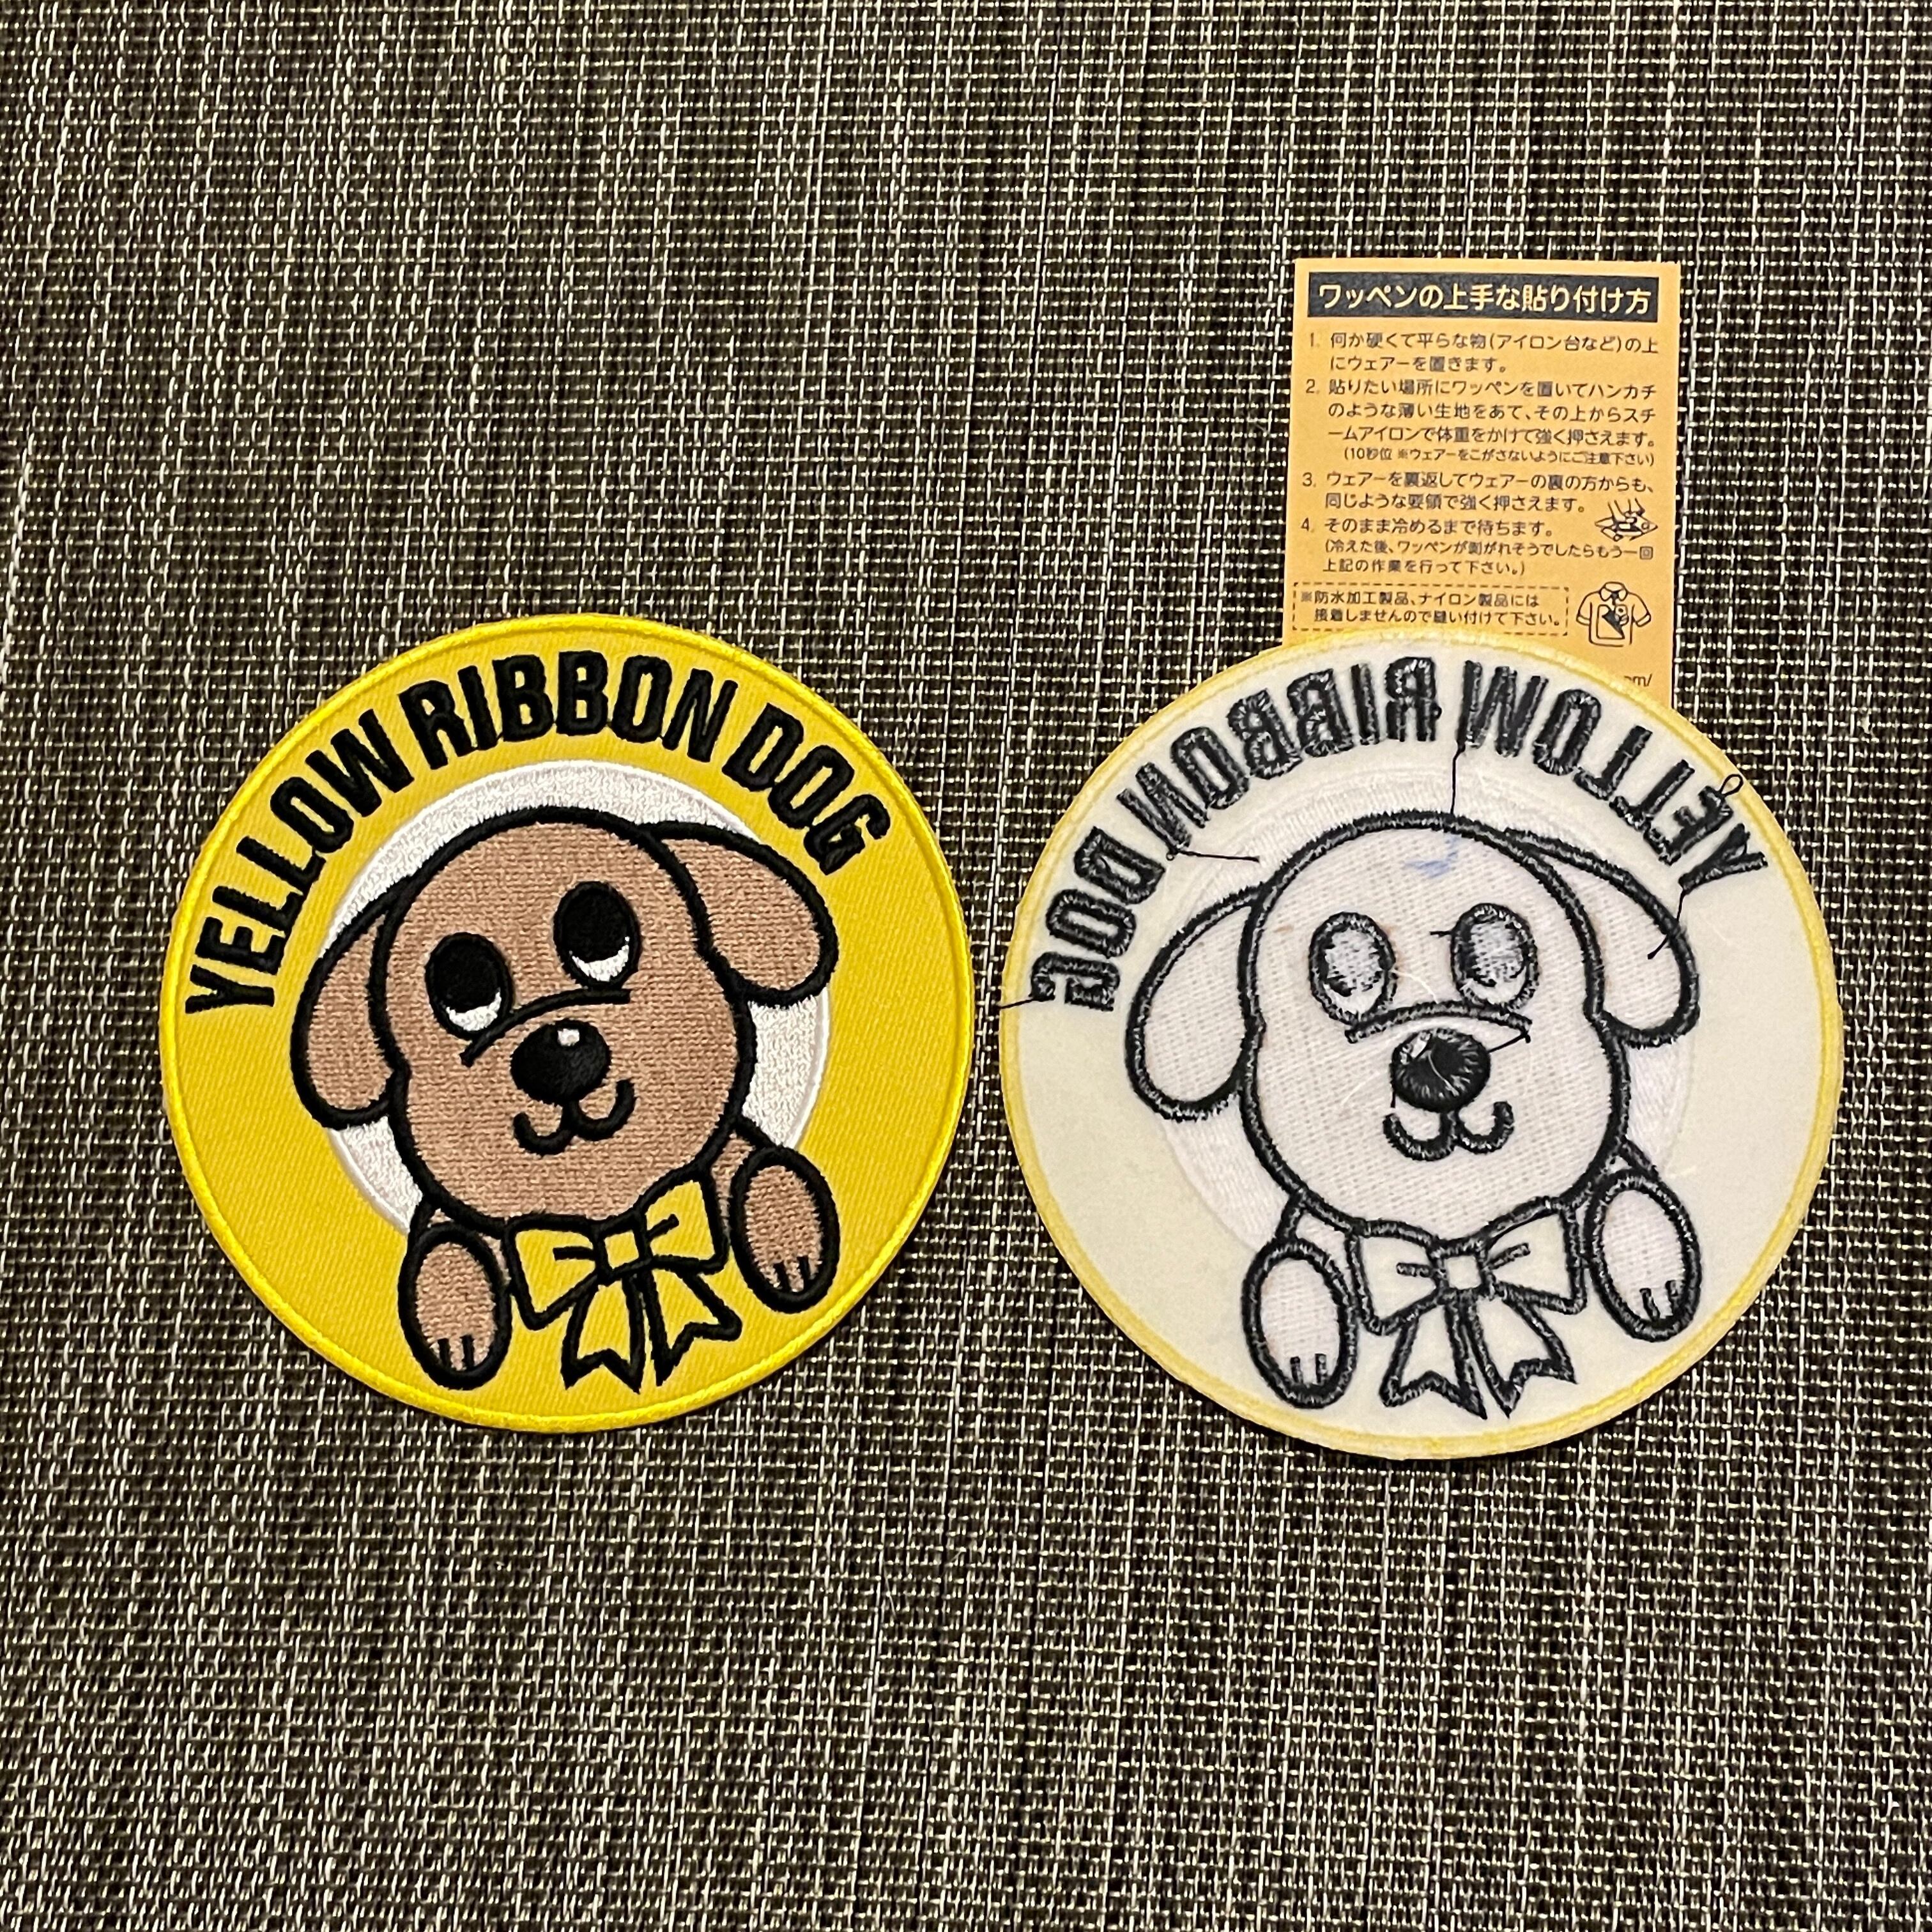 ワッペンの上手な貼り付け方
1. 何か硬くて平らな物(アイロン台など)の上
にウェアーを置きます。
2. 貼りたい場所にワッペンを置いてハンカチ
のような薄い生地をあて、その上からスチ
ームアイロンで体重をかけて強く押さえます。
(10秒位 ※ウェアーをこがさないようにご注意下さい)
3. ウェアーを裏返してウェアーの裏の方からも、
同じような要領で強く押さえます。
4. そのまま冷めるまで待ちます。
(冷えた後、ワッペンが剥がれそうでしたらもう一回
上記の作業を行って下さい。)
※防水加工製品、ナイロン製品には
接着しませんので縫い付けて下さい。
.com/
YELLOW RIBBON DOG
YELLOW RIBBON DOG